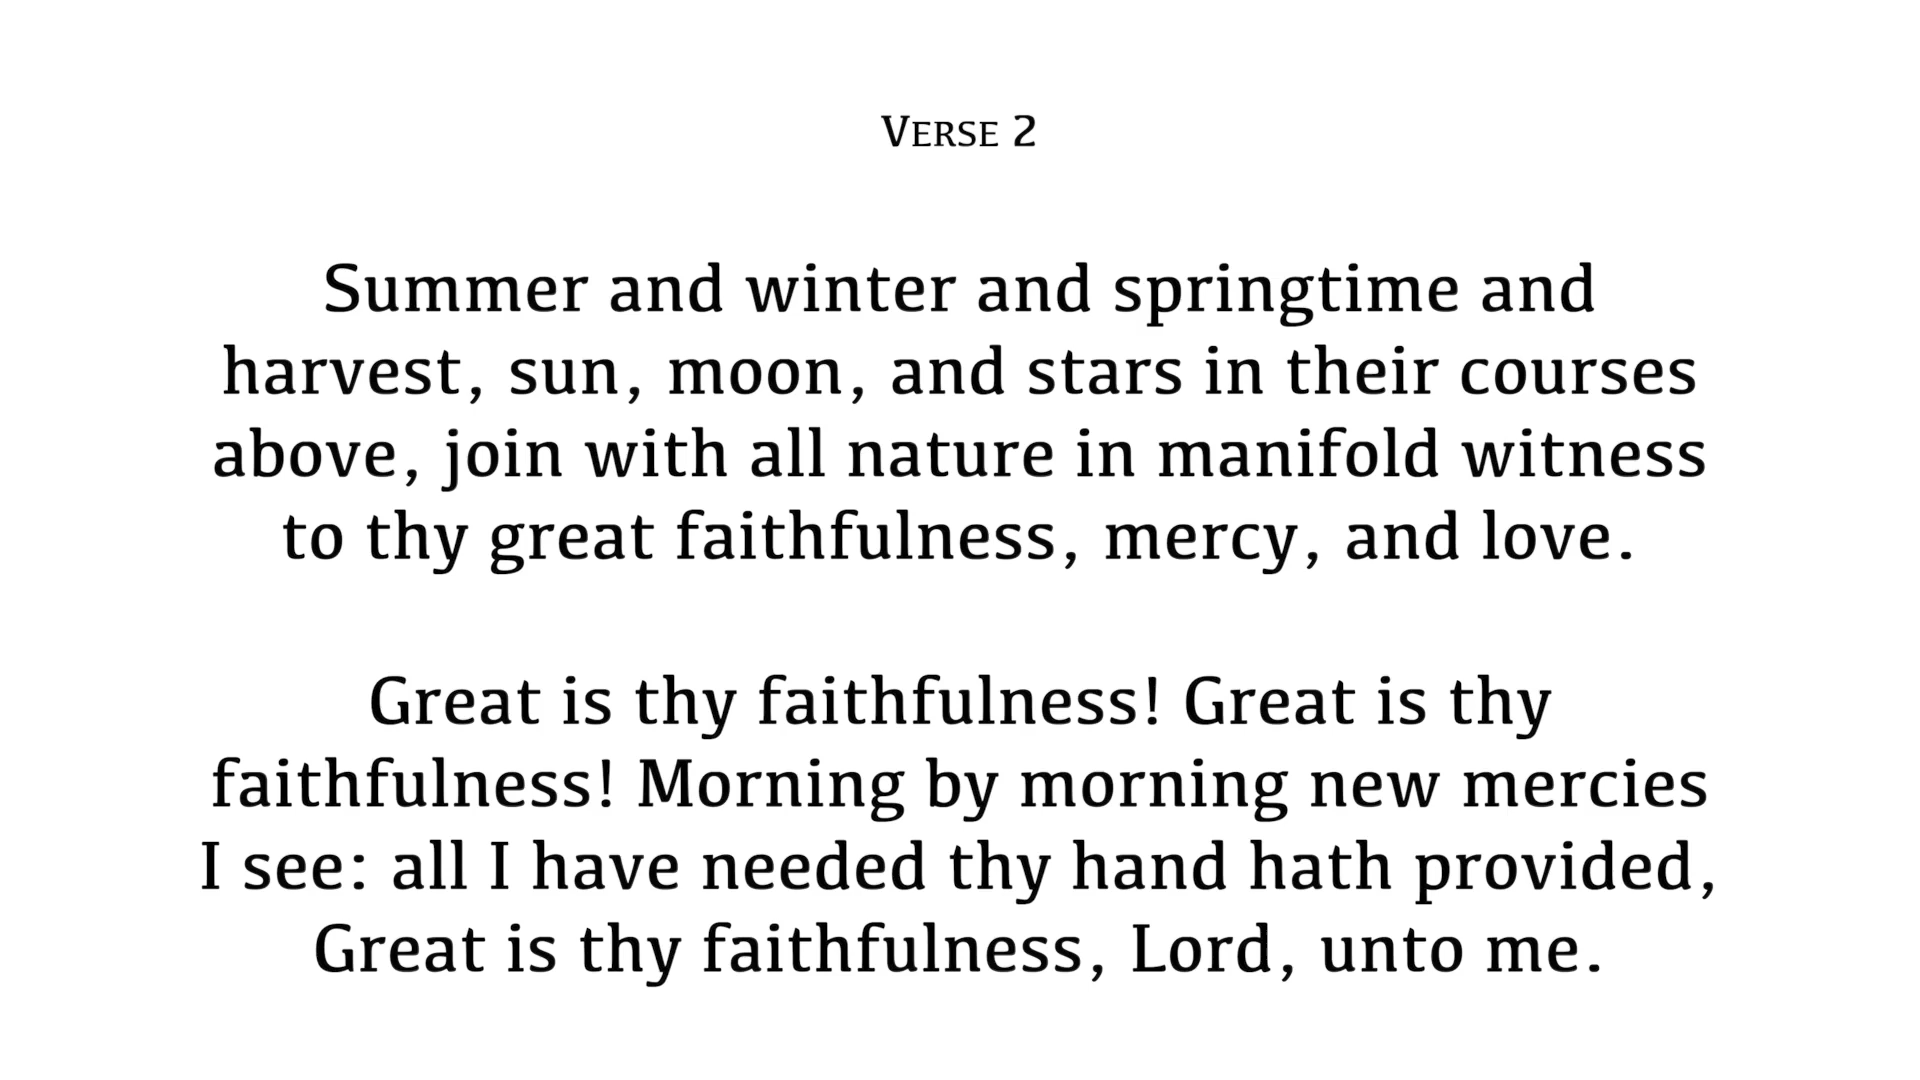 Verse 2
Summer and winter and springtime and
harvest, sun, moon, and stars in their courses
above, join with all nature in manifold witness
to thy great faithfulness, mercy, and love.
Great is thy faithfulness! Great is thy
faithfulness! Morning by morning new mercies
I see: all I have needed thy hand hath provided,
Great is thy faithfulness, Lord, unto me.